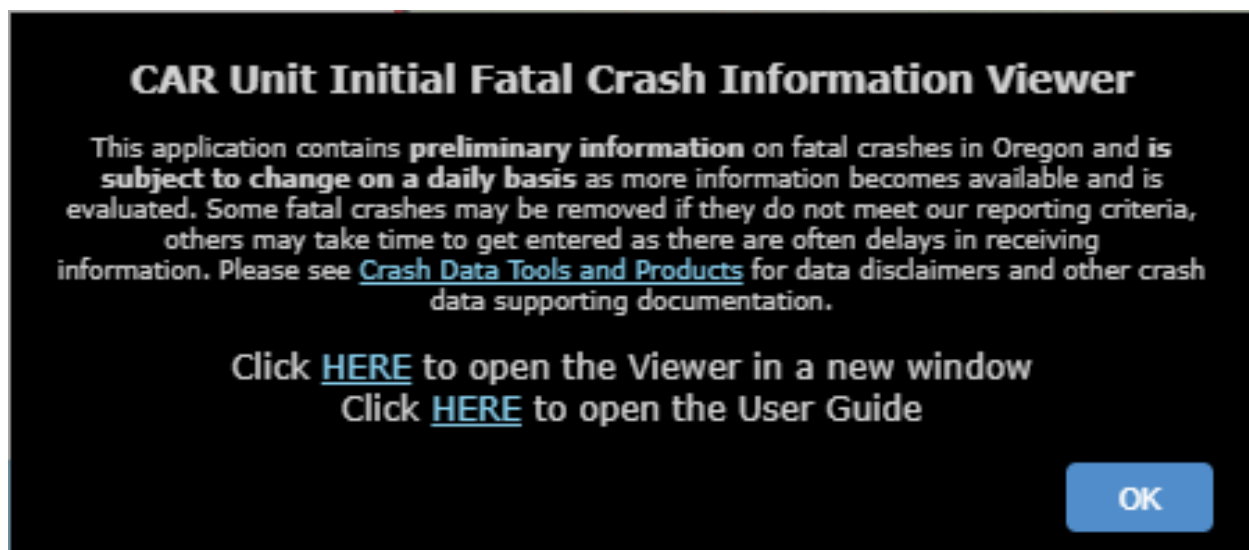 CAR Unit Initial Fatal Crash Information Viewer
This application contains preliminary information on fatal crashes in Oregon and is
subject to change on a daily basis as more information becomes available and is
evaluated. Some fatal crashes may be removed if they do not meet our reporting criteria,
others may take time to get entered as there are often delays in receiving
information. Please see Crash Data Tools and Products for data disclaimers and other crash
data supporting documentation.
Click HERE to open the Viewer in a new window
Click HERE to open the User Guide
OK